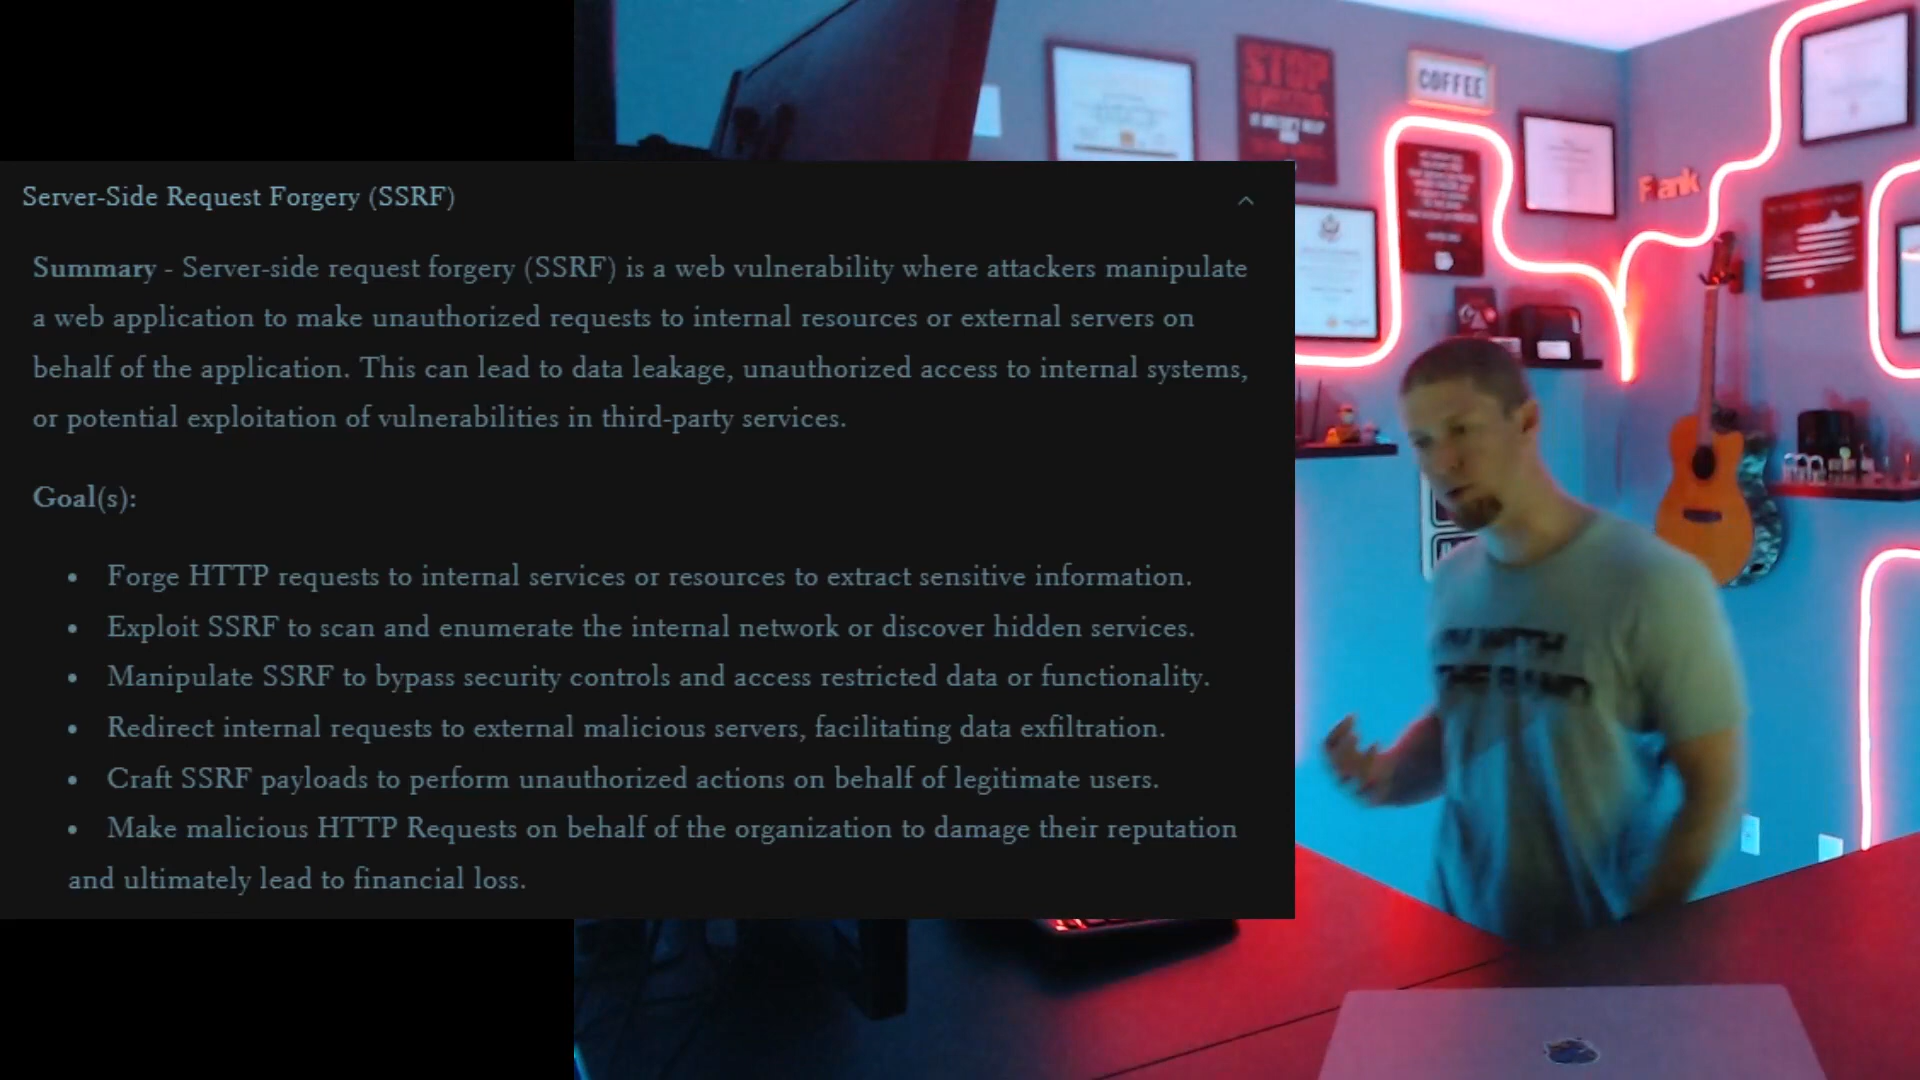 Server-Side Request Forgery (SSRF)
Summary - Server-side request forgery (SSRF) is a web vulnerability where attackers manipulate
a web application to make unauthorized requests to internal resources or external servers on
behalf of the application. This can lead to data leakage, unauthorized access to internal systems,
or potential exploitation of vulnerabilities in third-party services.
Goal(s):
• Forge HTTP requests to internal services or resources to extract sensitive information.
• Exploit SSRF to scan and enumerate the internal network or discover hidden services.
• Manipulate SSRF to bypass security controls and access restricted data or functionality.
• Redirect internal requests to external malicious servers, facilitating data exfiltration.
• Craft SSRF payloads to perform unauthorized actions on behalf of legitimate users.
• Make malicious HTTP Requests on behalf of the organization to damage their reputation
and ultimately lead to financial loss.
STOP
COFFEE
Frank
WITH